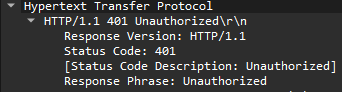 Hypertext Transfer Protocol
HTTP/1.1 401 Unauthorized\r\n
Response Version: HTTP/1.1
Status Code: 401
[Status Code Description: Unauthorized]
Response Phrase: Unauthorized